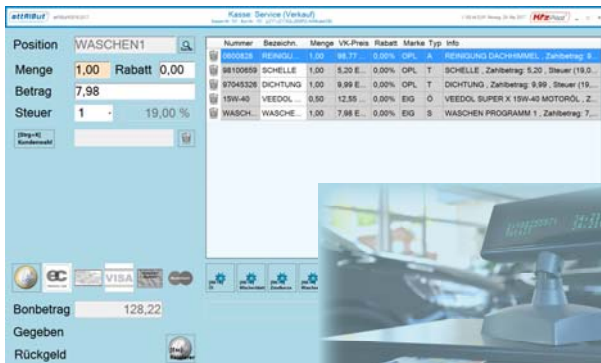 attRiBut
Kasse: Service (Verkauf)
Kfz
Position WASCHEN1
Menge 1,00 Rabatt 0,00
Betrag 7,98
Steuer 1 - 19,00 %
[Strg+K]
Kundenwahl
Nummer Bezeichn. Menge VK-Preis Rabatt Marke Typ Info
0600828 REINIGU... 1,00 98,77 ... 0,00% OPL A REINIGUNG DACHHIMMEL , Zahlbetrag: 9...
98100659 SCHELLE 1,00 5,20 E... 0,00% OPL T SCHELLE , Zahlbetrag: 5,20 , Steuer (19,0...
97045326 DICHTUNG 1,00 9,99 E... 0,00% OPL T DICHTUNG , Zahlbetrag: 9,99 , Steuer (19,...
15W-40 VEEDOL ... 0,50 12,55 ... 0,00% EIG Ö VEEDOL SUPER X 15W-40 MOTORÖL , Z...
WASCH... WASCHE... 1,00 7,98 E... 0,00% EIG S WASCHEN PROGRAMM 1 , Zahlbetrag: 7,...
ec VISA
Bonbetrag 128,22
Gegeben
Rückgeld